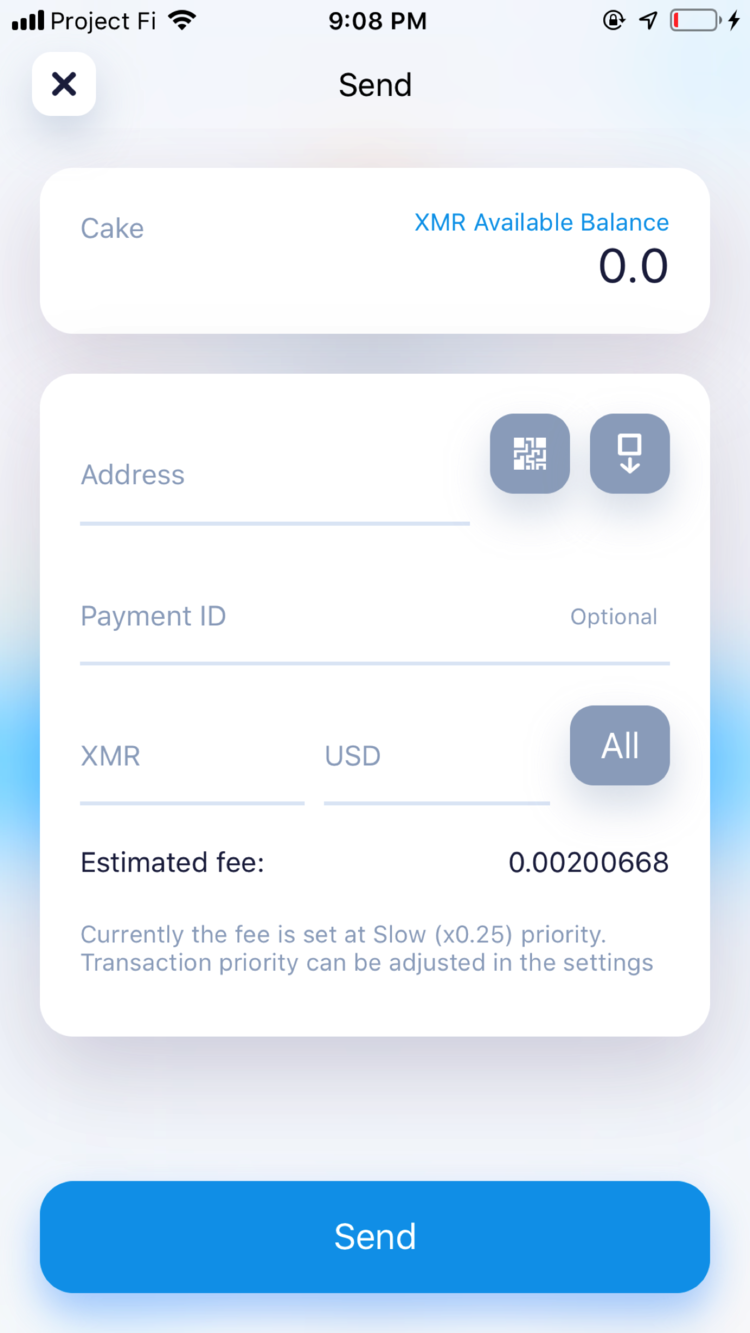 Project Fi 9:08 PM
Send
Cake
XMR Available Balance
0.0
Address
Payment ID Optional
XMR USD All
Estimated fee: 0.00200668
Currently the fee is set at Slow (x0.25) priority.
Transaction priority can be adjusted in the settings
Send